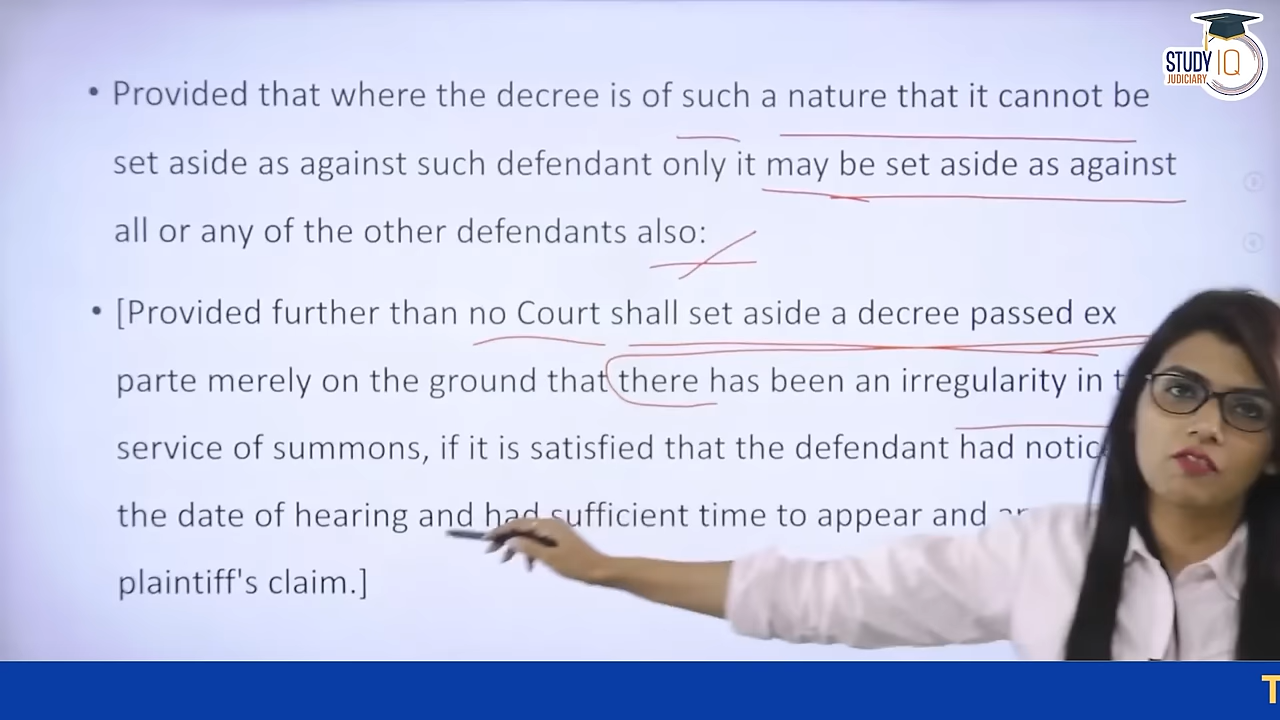 STUDY IQ
JUDICIARY
• Provided that where the decree is of such a nature that it cannot be
set aside as against such defendant only it may be set aside as against
all or any of the other defendants also:
• [Provided further than no Court shall set aside a decree passed ex
parte merely on the ground that there has been an irregularity in
service of summons, if it is satisfied that the defendant had
the date of hearing and had sufficient time to appear and
plaintiff's claim.]
T